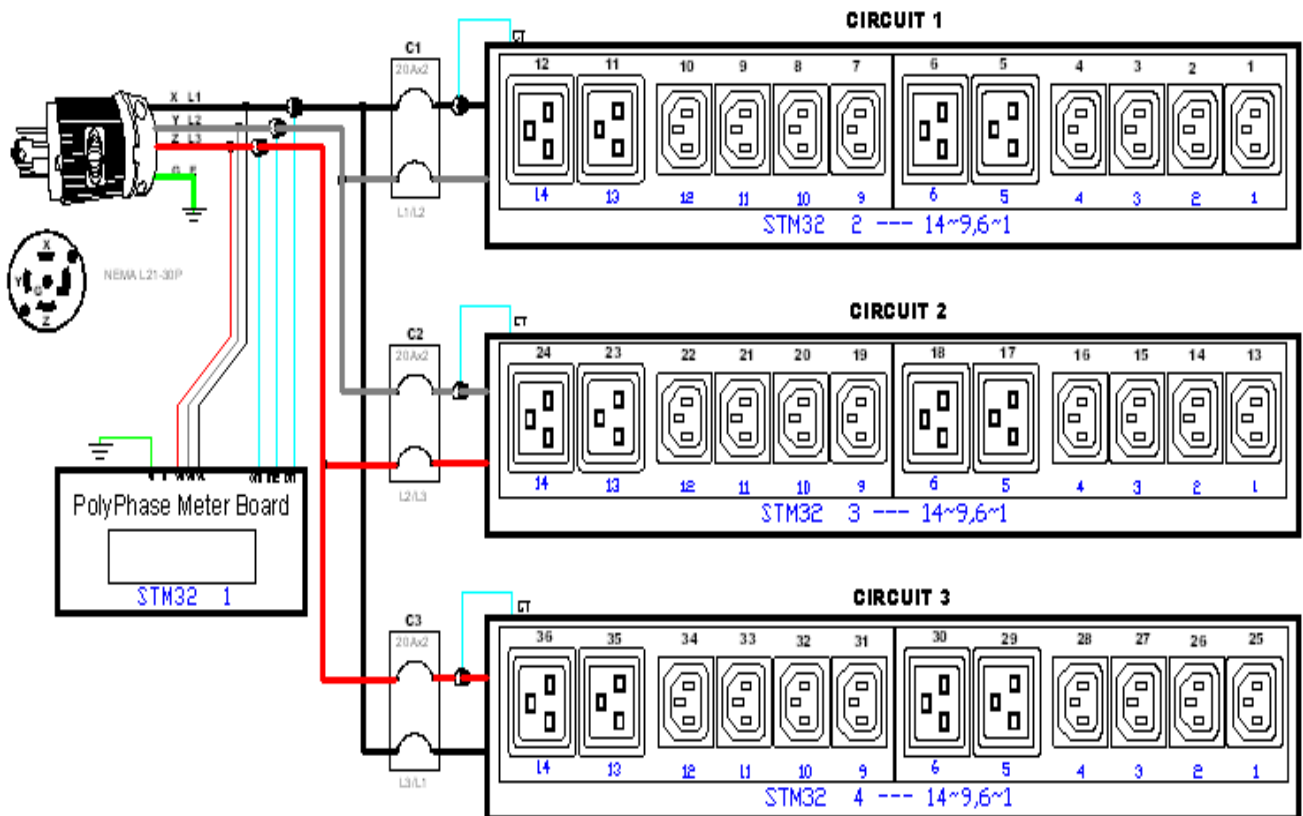 CIRCUIT 1
C1
20Ax2
CT
12 11 10 9 8 7 6 5 4 3 2 1
X L1
Y L2
Z L3
G
14 13 12 11 10 9 6 5 4 3 2 1
L1/L2
STM32 2 --- 14~9,6~1
X
Y
G
Z
NEMA L21-30P
CIRCUIT 2
C2
20Ax2
CT
24 23 22 21 20 19 18 17 16 15 14 13
14 13 12 11 10 9 6 5 4 3 2 1
L2/L3
STM32 3 --- 14~9,6~1
PolyPhase Meter Board
STM32 1
CIRCUIT 3
C3
20Ax2
CT
36 35 34 33 32 31 30 29 28 27 26 25
14 13 12 11 10 9 6 5 4 3 2 1
L3/L1
STM32 4 --- 14~9,6~1